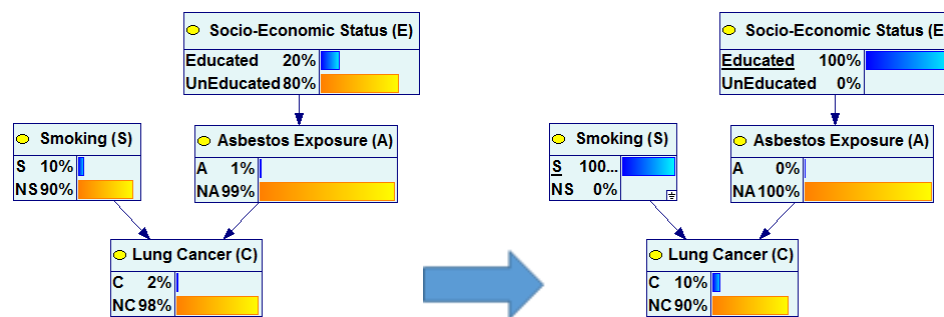 Socio-Economic Status (E)
Educated 20%
UnEducated 80%
Smoking (S)
S 10%
NS 90%
Asbestos Exposure (A)
A 1%
NA 99%
Lung Cancer (C)
C 2%
NC 98%
Socio-Economic Status (E
Educated 100%
UnEducated 0%
Smoking (S)
S 100...
NS 0%
Asbestos Exposure (A)
A 0%
NA 100%
Lung Cancer (C)
C 10%
NC 90%